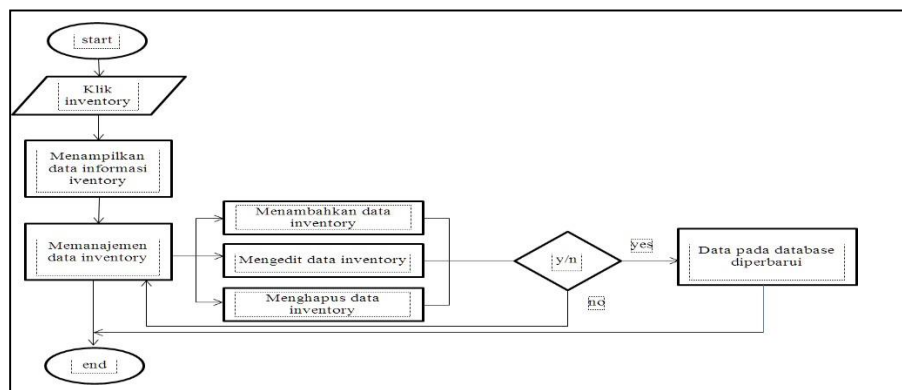 start
Klik
inventory
Menampilkan
data informasi
iventory
Memanajemen
data inventory
Menambahkan data
inventory
Mengedit data inventory
Menghapus data
inventory
y/n
yes
no
Data pada database
diperbarui
end